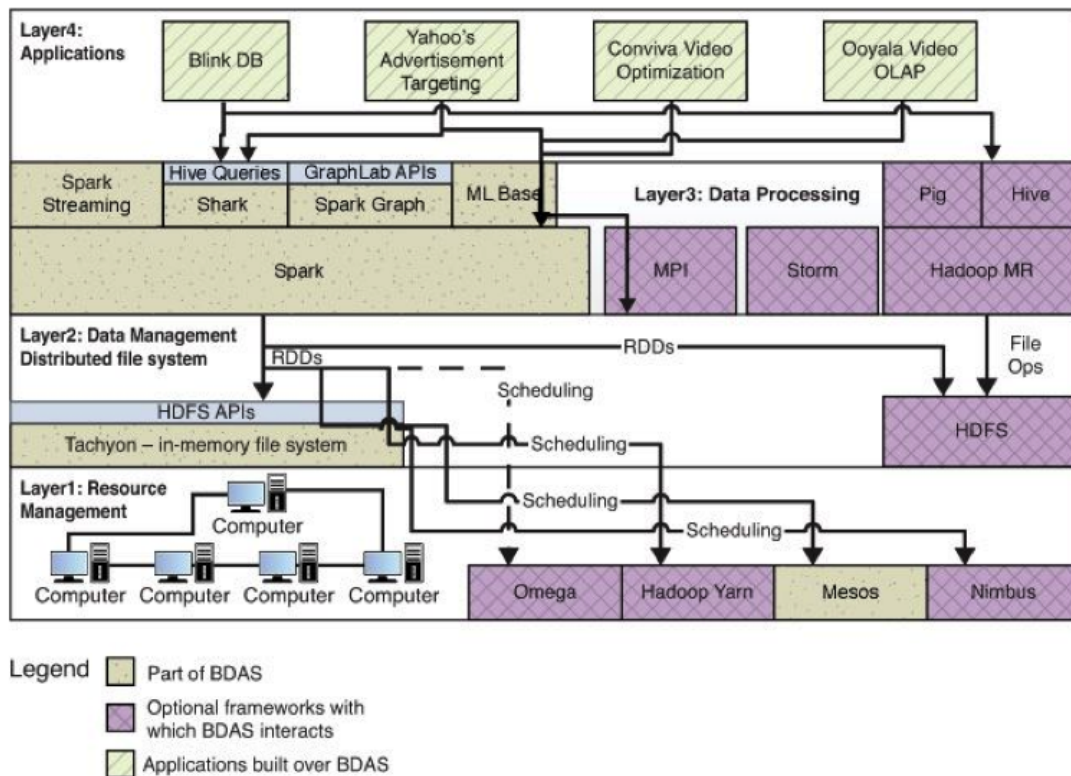 Layer4:
Applications
Blink DB
Yahoo's
Advertisement
Targeting
Conviva Video
Optimization
Ooyala Video
OLAP
Spark
Streaming
Hive Queries
Shark
GraphLab APIs
Spark Graph
ML Base
Layer3: Data Processing
Pig
Hive
Spark
MPI
Storm
Hadoop MR
Layer2: Data Management
Distributed file system
RDDs
RDDs
File
Ops
Scheduling
HDFS APIs
Tachyon – in-memory file system
HDFS
Scheduling
Layer1: Resource
Management
Scheduling
Scheduling
Computer
Computer
Computer
Computer
Computer
Omega
Hadoop Yarn
Mesos
Nimbus
Legend
Part of BDAS
Optional frameworks with
which BDAS interacts
Applications built over BDAS